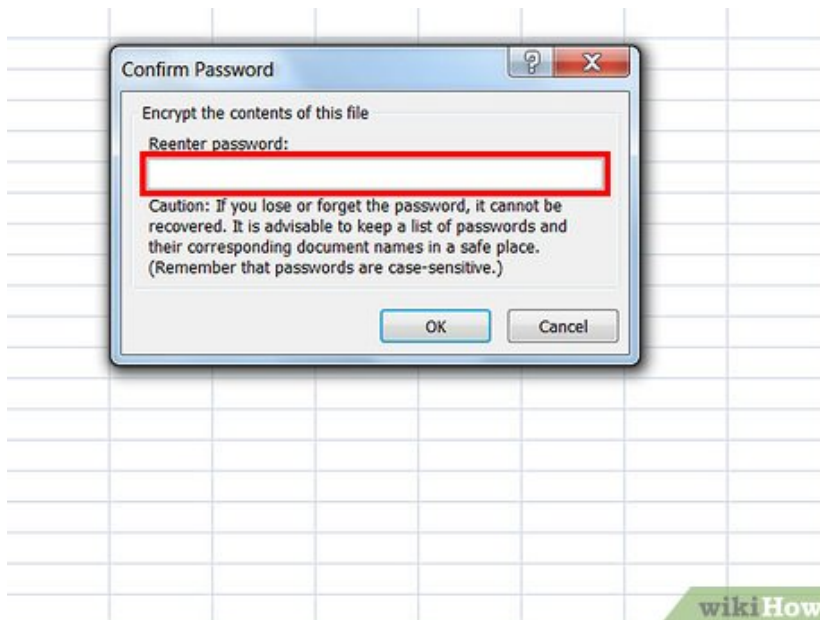 Confirm Password
Encrypt the contents of this file
Reenter password:
Caution: If you lose or forget the password, it cannot be
recovered. It is advisable to keep a list of passwords and
their corresponding document names in a safe place.
(Remember that passwords are case-sensitive.)
OK
Cancel
wikiHow